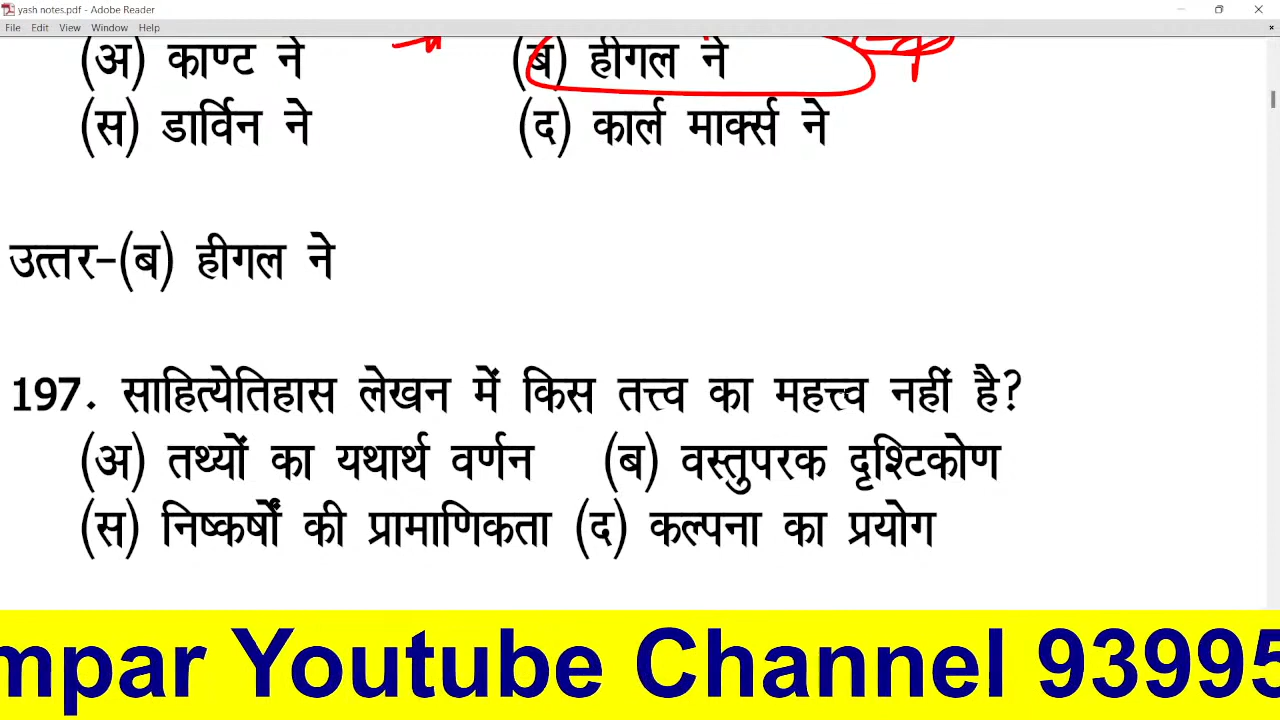 yash notes.pdf - Adobe Reader
File Edit View Window Help
(अ) काण्ट ने (ब) हीगल ने
(स) डार्विन ने (द) कार्ल मार्क्स ने
उत्तर-(ब) हीगल ने
197. साहित्येतिहास लेखन में किस तत्त्व का महत्त्व नहीं है?
(अ) तथ्यों का यथार्थ वर्णन (ब) वस्तुपरक दृश्टिकोण
(स) निष्कर्षों की प्रामाणिकता (द) कल्पना का प्रयोग
mpar Youtube Channel 93995